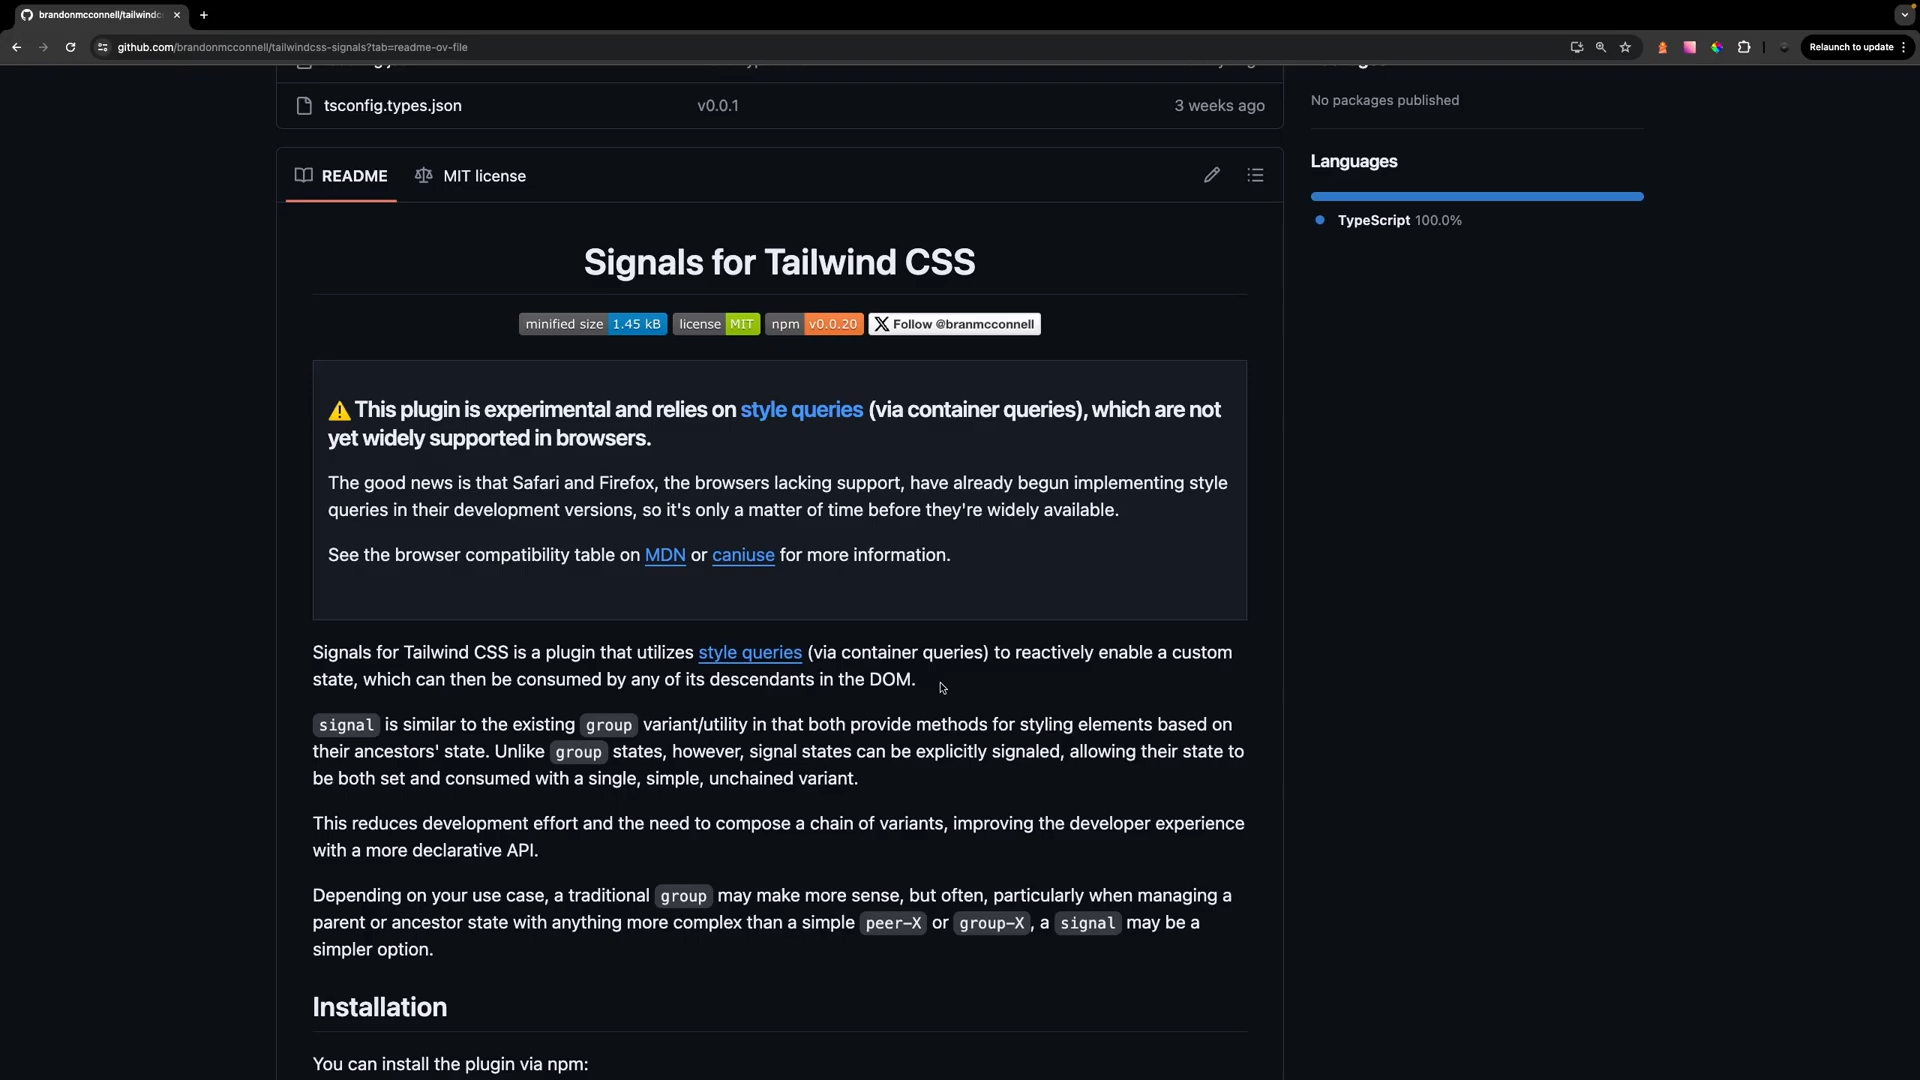 brandonmcconnell/tailwindc
github.com/brandonmcconnell/tailwindcss-signals?tab=readme-ov-file
Relaunch to update
tsconfig.types.json v0.0.1 3 weeks ago
No packages published
README MIT license
Languages
TypeScript 100.0%
Signals for Tailwind CSS
minified size 1.45 kB license MIT npm v0.0.20 Follow @branmcconnell
⚠️ This plugin is experimental and relies on style queries (via container queries), which are not
yet widely supported in browsers.
The good news is that Safari and Firefox, the browsers lacking support, have already begun implementing style
queries in their development versions, so it's only a matter of time before they're widely available.
See the browser compatibility table on MDN or caniuse for more information.
Signals for Tailwind CSS is a plugin that utilizes style queries (via container queries) to reactively enable a custom
state, which can then be consumed by any of its descendants in the DOM.
signal is similar to the existing group variant/utility in that both provide methods for styling elements based on
their ancestors' state. Unlike group states, however, signal states can be explicitly signaled, allowing their state to
be both set and consumed with a single, simple, unchained variant.
This reduces development effort and the need to compose a chain of variants, improving the developer experience
with a more declarative API.
Depending on your use case, a traditional group may make more sense, but often, particularly when managing a
parent or ancestor state with anything more complex than a simple peer-X or group-X, a signal may be a
simpler option.
Installation
You can install the plugin via npm: